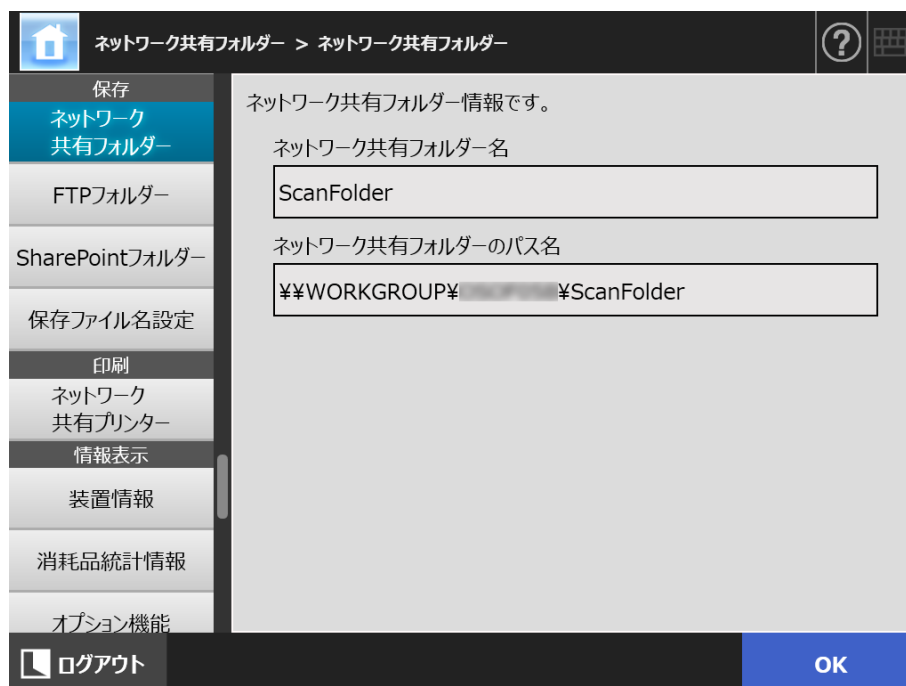 ネットワーク共有フォルダー > ネットワーク共有フォルダー
?
保存
ネットワーク
共有フォルダー
FTPフォルダー
SharePointフォルダー
保存ファイル名設定
印刷
ネットワーク
共有プリンター
情報表示
装置情報
消耗品統計情報
オプション機能
ネットワーク共有フォルダー情報です。
ネットワーク共有フォルダー名
ScanFolder
ネットワーク共有フォルダーのパス名
¥¥WORKGROUP¥ ¥ScanFolder
ログアウト
OK